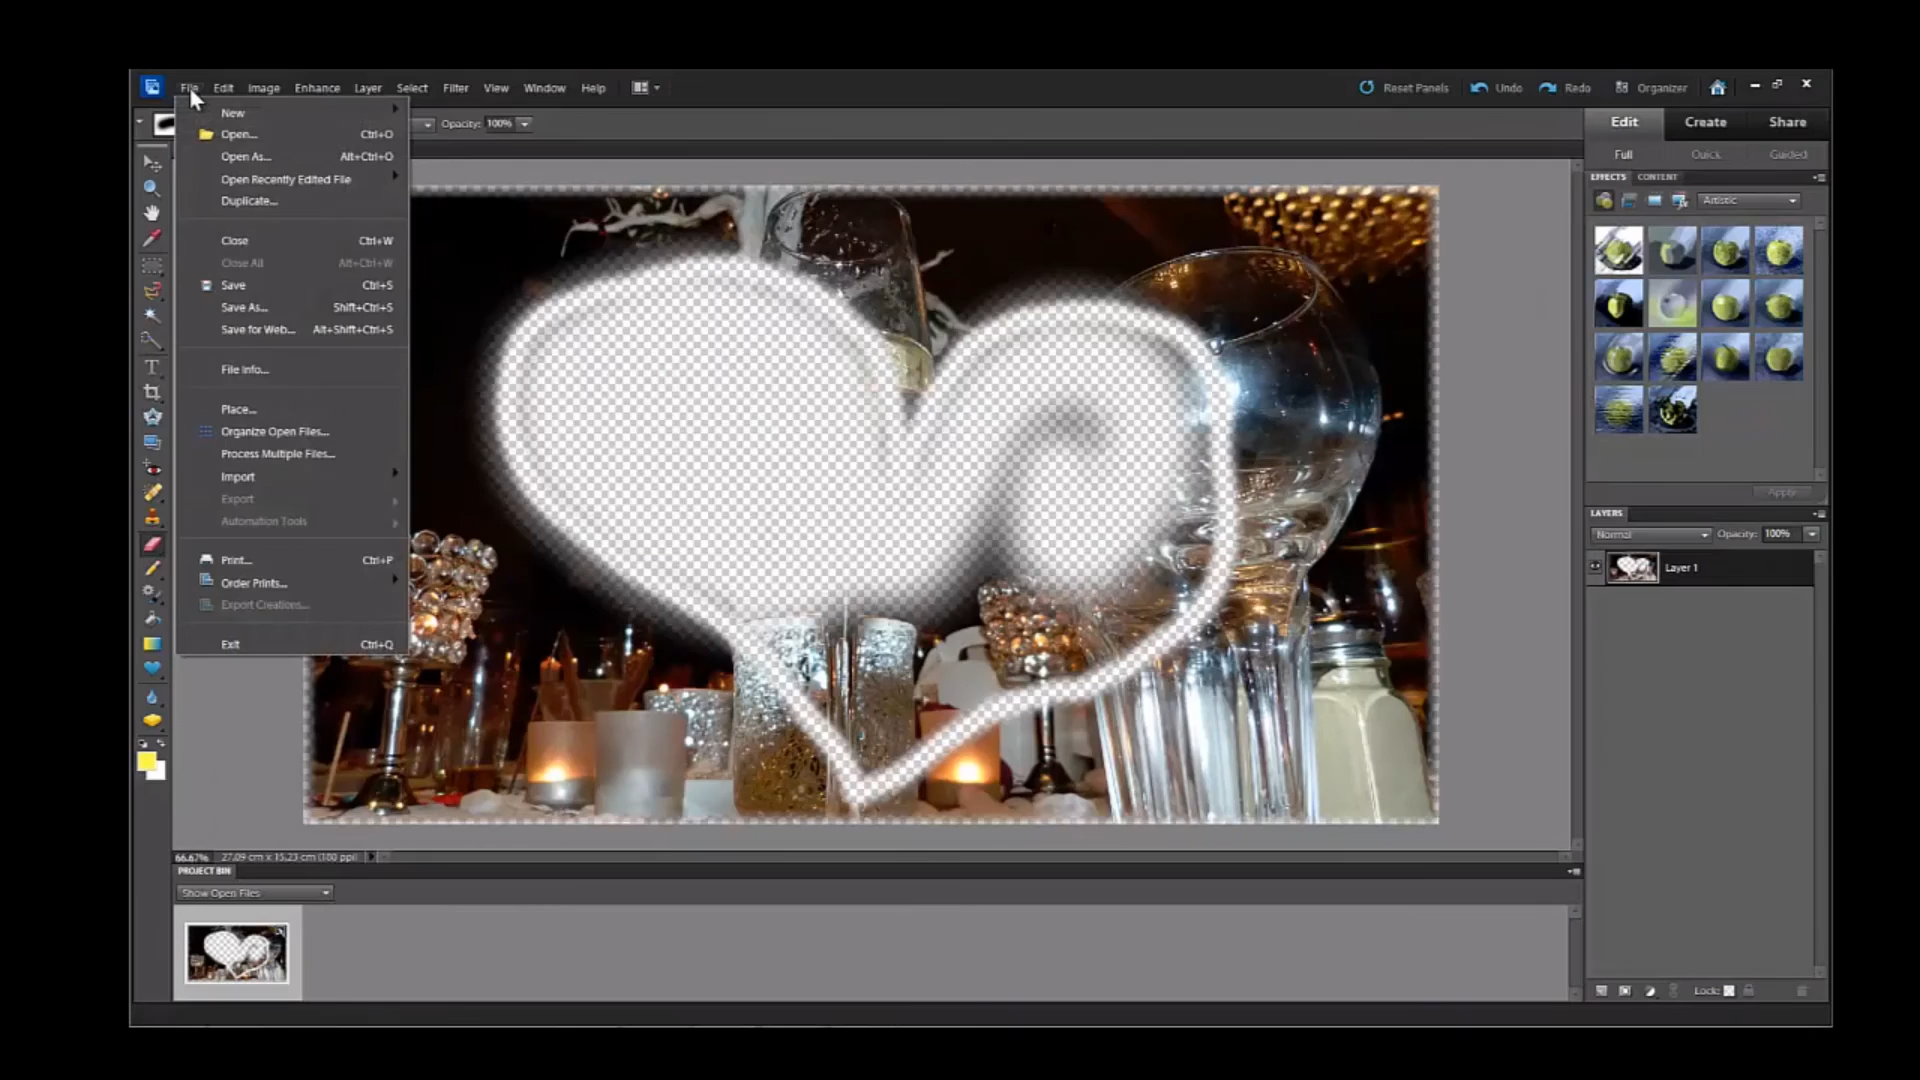 File Edit Image Enhance Layer Select Filter View Window Help Reset Panels Undo Redo Organizer
Opacity: 100%
Edit Create Share
Full Quick Guided
EFFECTS CONTENT
Artistic
Apply
New
Open... Ctrl+O
Open As... Alt+Ctrl+O
Open Recently Edited File
Duplicate...
Close Ctrl+W
Close All Alt+Ctrl+W
Save Ctrl+S
Save As... Shift+Ctrl+S
Save for Web... Alt+Shift+Ctrl+S
File Info...
Place...
Organize Open Files...
Process Multiple Files...
Import
Export
Automation Tools
Print... Ctrl+P
Order Prints...
Export Creations...
Exit Ctrl+Q
LAYERS
Normal Opacity: 100%
Layer 1
Lock:
66.67% 27.09 cm x 15.23 cm (180 ppi)
PROJECT BIN
Show Open Files